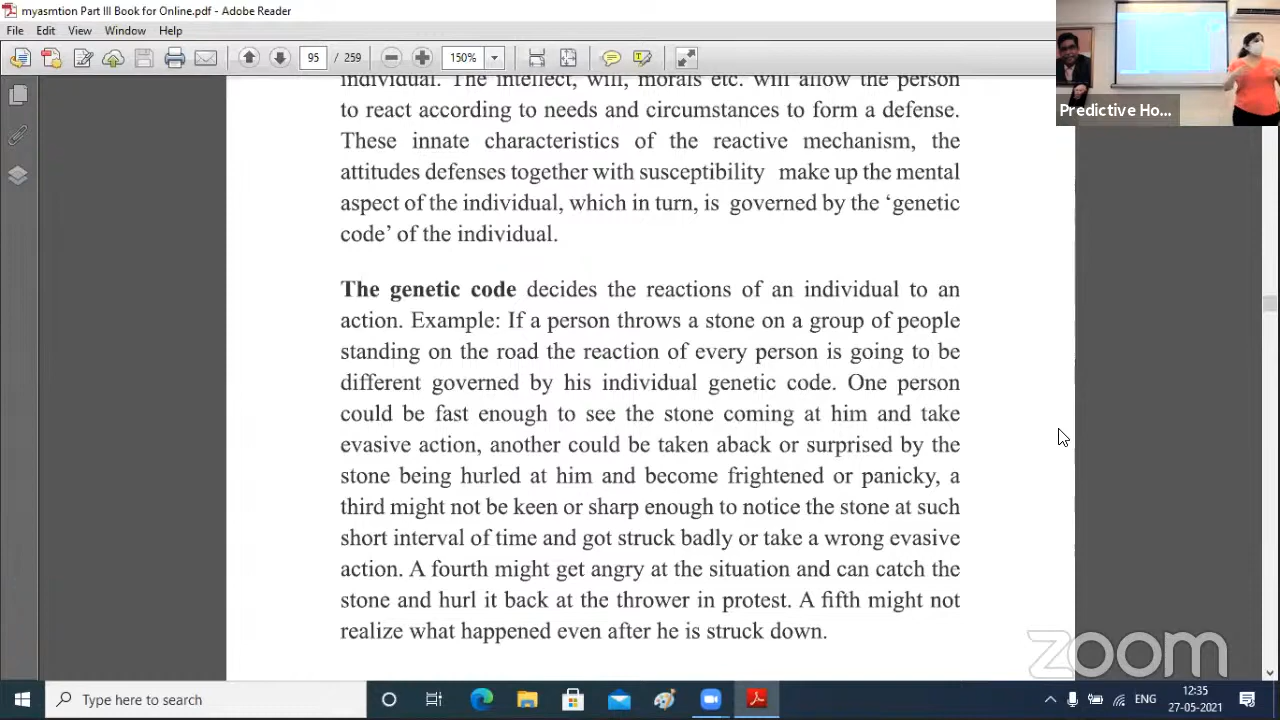 myasmtion Part III Book for Online.pdf - Adobe Reader
File Edit View Window Help
95 / 259 150%
Predictive Ho...
individual. The intellect, will, morals etc. will allow the person
to react according to needs and circumstances to form a defense.
These innate characteristics of the reactive mechanism, the
attitudes defenses together with susceptibility make up the mental
aspect of the individual, which in turn, is governed by the ‘genetic
code’ of the individual.
The genetic code decides the reactions of an individual to an
action. Example: If a person throws a stone on a group of people
standing on the road the reaction of every person is going to be
different governed by his individual genetic code. One person
could be fast enough to see the stone coming at him and take
evasive action, another could be taken aback or surprised by the
stone being hurled at him and become frightened or panicky, a
third might not be keen or sharp enough to notice the stone at such
short interval of time and got struck badly or take a wrong evasive
action. A fourth might get angry at the situation and can catch the
stone and hurl it back at the thrower in protest. A fifth might not
realize what happened even after he is struck down.
zoom
Type here to search
ENG
12:35
27-05-2021